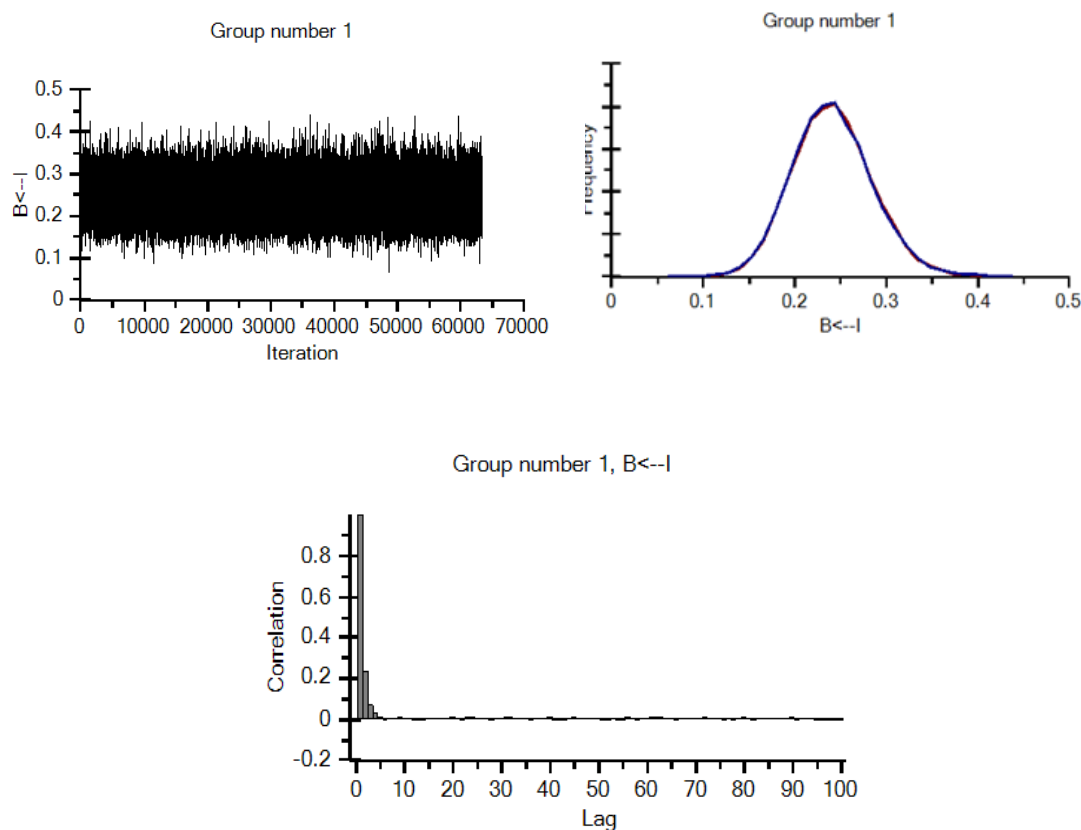 Group number 1
0.5
0.4
0.3
0.2
0.1
0
B<--I
0 10000 20000 30000 40000 50000 60000 70000
Iteration
Group number 1
Frequency
0 0.1 0.2 0.3 0.4 0.5
B<--I
Group number 1, B<--I
0.8
0.6
0.4
0.2
0
-0.2
Correlation
0 10 20 30 40 50 60 70 80 90 100
Lag